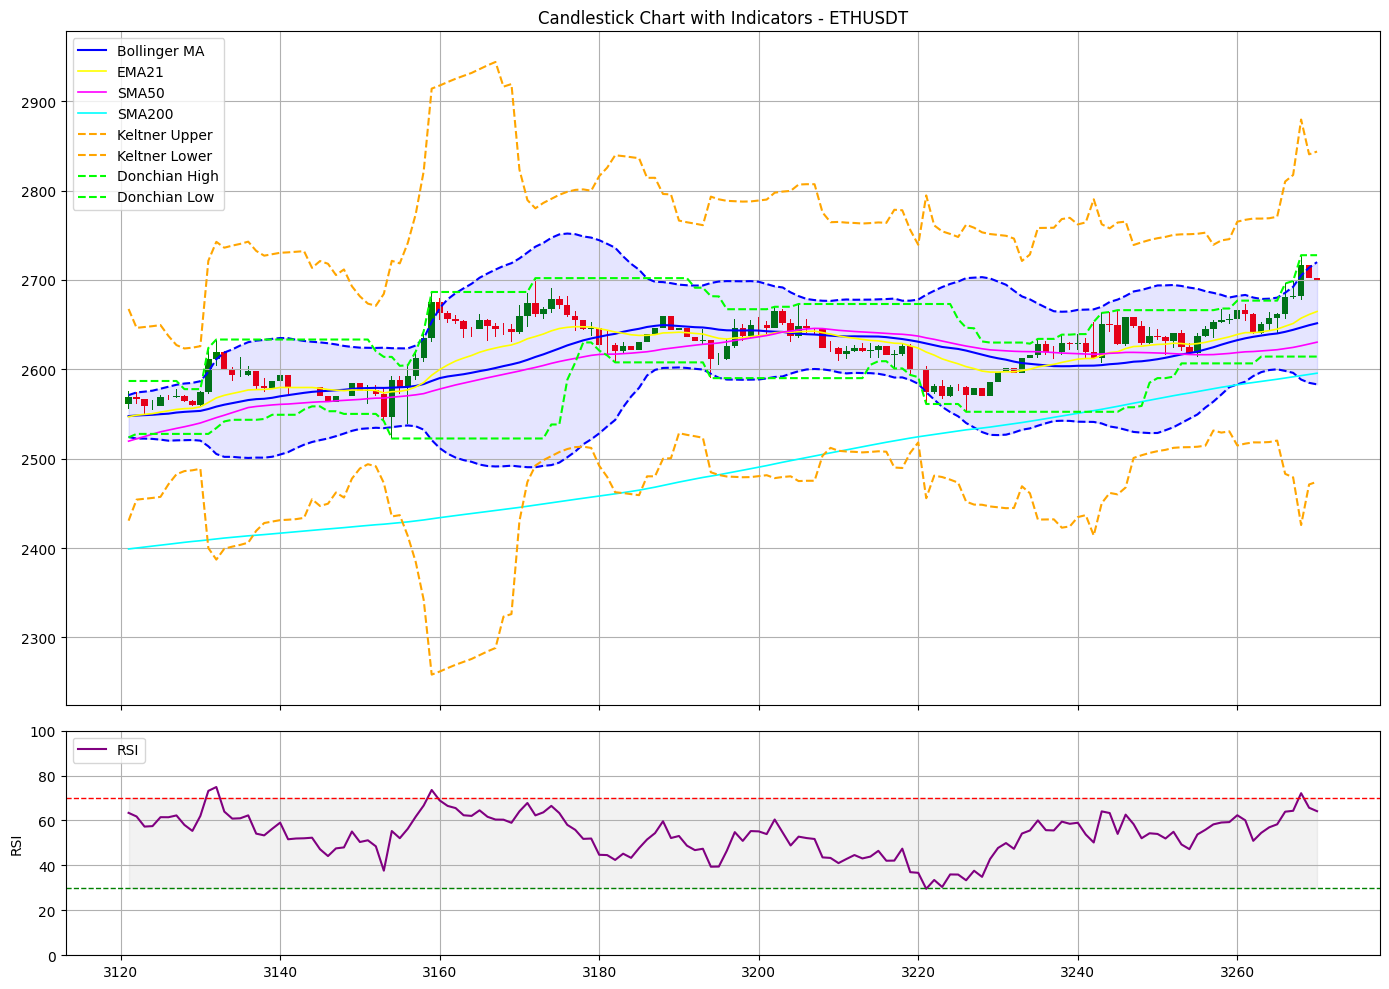 Candlestick Chart with Indicators - ETHUSDT
Bollinger MA
EMA21
SMA50
SMA200
Keltner Upper
Keltner Lower
Donchian High
Donchian Low
2900
2800
2700
2600
2500
2400
2300
RSI
100
80
60
40
20
0
RSI
3120
3140
3160
3180
3200
3220
3240
3260